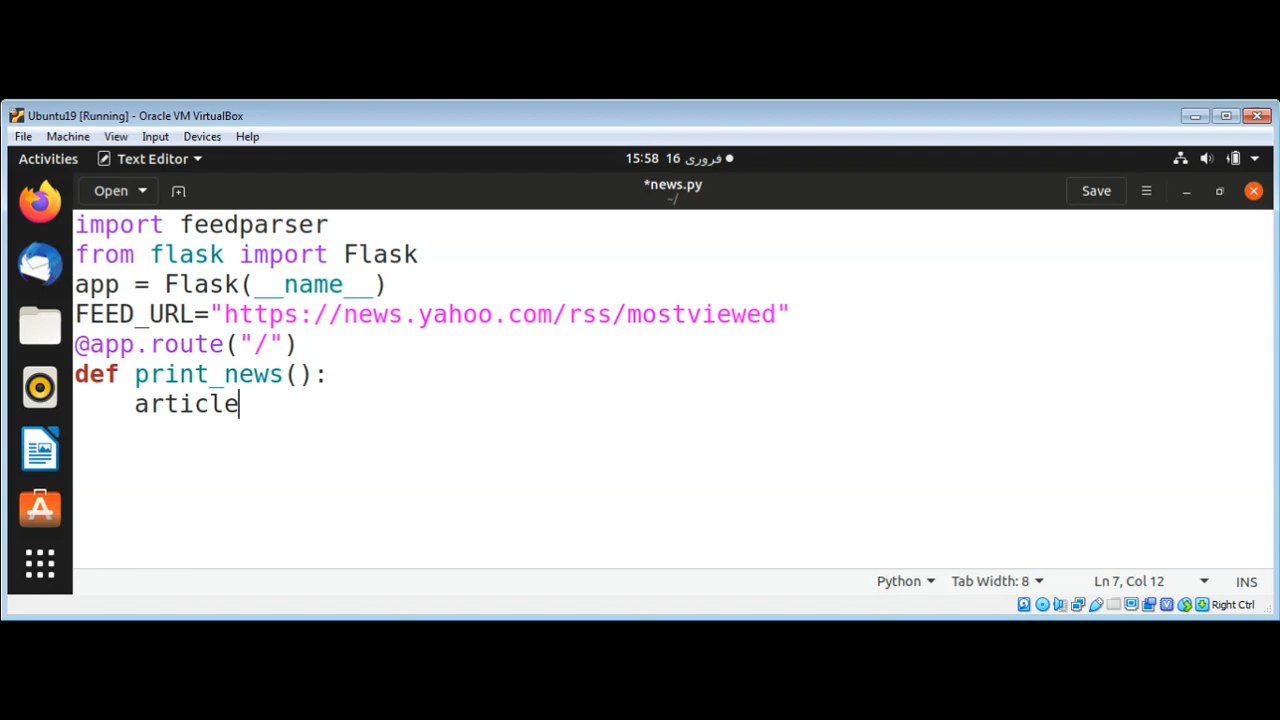 Ubuntu19 [Running] - Oracle VM VirtualBox
File Machine View Input Devices Help
Activities Text Editor 15:58 16 فروری
Open *news.py Save
~/
import feedparser
from flask import Flask
app = Flask(__name__)
FEED_URL="https://news.yahoo.com/rss/mostviewed"
@app.route("/")
def print_news():
    article
Python Tab Width: 8 Ln 7, Col 12 INS
Right Ctrl